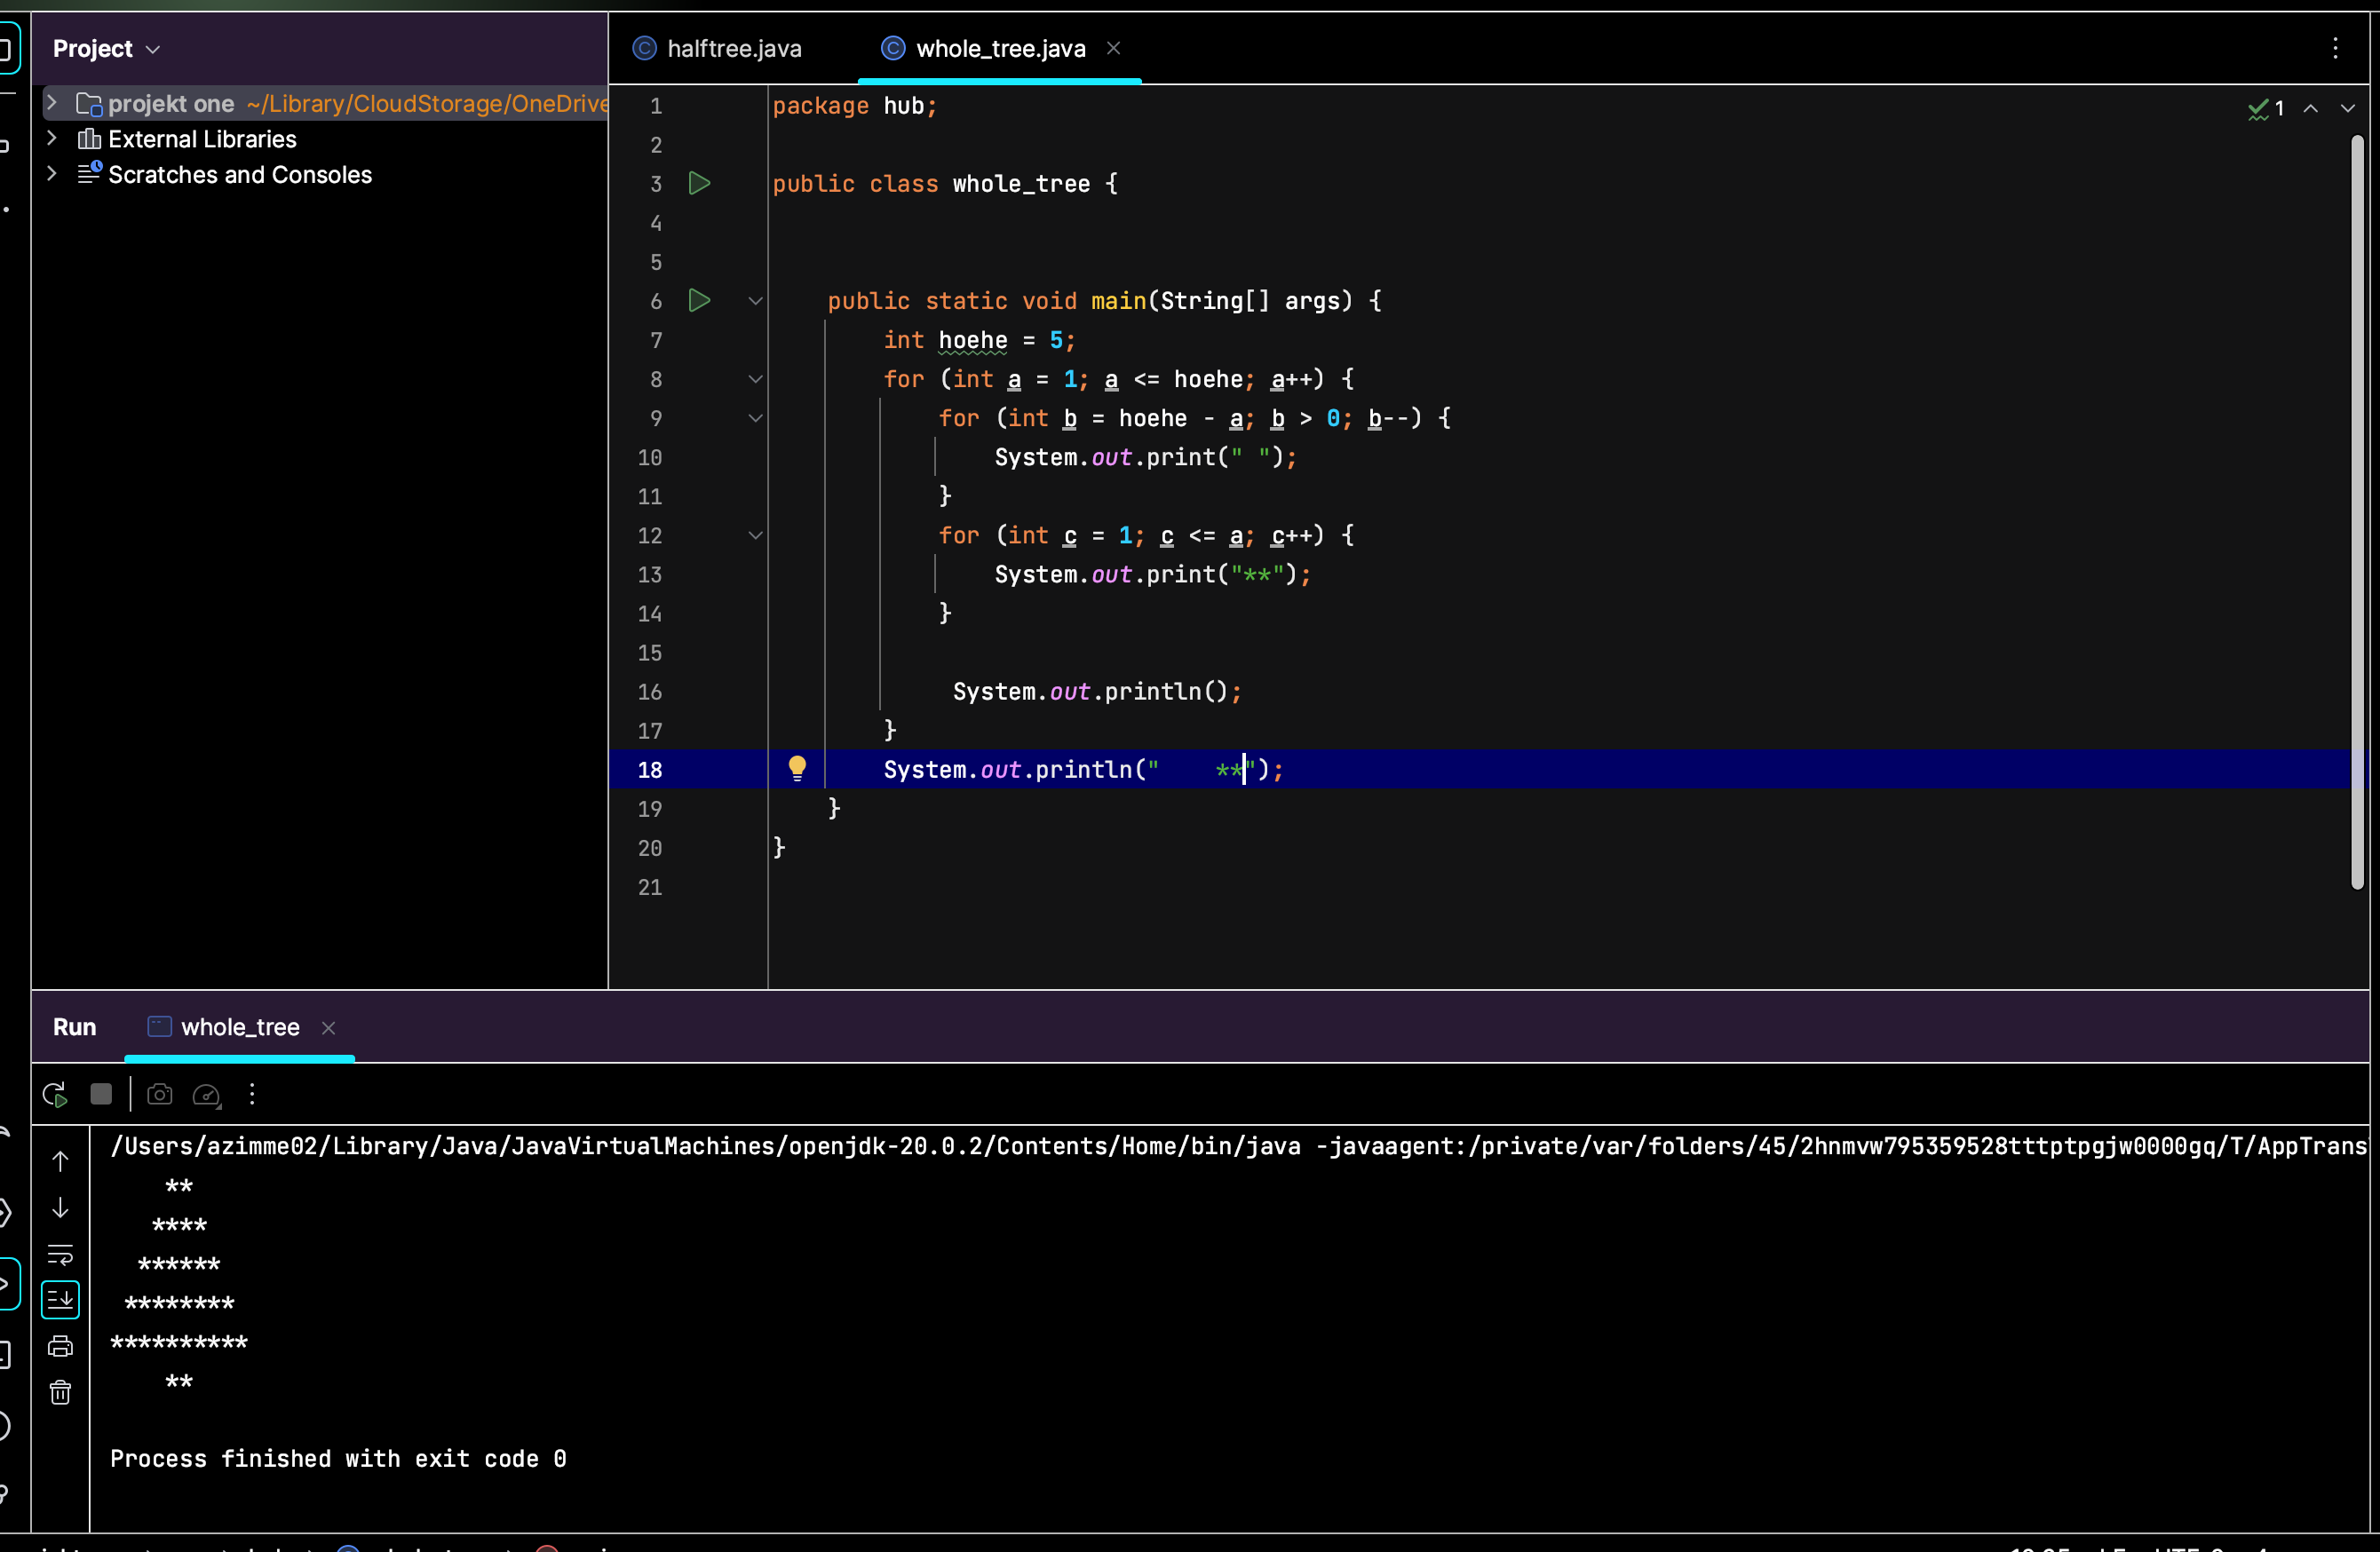 Project
projekt one ~/Library/CloudStorage/OneDrive
External Libraries
Scratches and Consoles
halftree.java whole_tree.java
1
1 package hub;
2
3 public class whole_tree {
4
5
6     public static void main(String[] args) {
7         int hoehe = 5;
8         for (int a = 1; a <= hoehe; a++) {
9             for (int b = hoehe - a; b > 0; b--) {
10                 System.out.print(" ");
11             }
12             for (int c = 1; c <= a; c++) {
13                 System.out.print("**");
14             }
15
16              System.out.println();
17         }
18         System.out.println("    **");
19     }
20 }
21
Run whole_tree
/Users/azimme02/Library/Java/JavaVirtualMachines/openjdk-20.0.2/Contents/Home/bin/java -javaagent:/private/var/folders/45/2hnmvw795359528tttptpgjw0000gq/T/AppTrans
    **
   ****
  ******
 ********
**********
    **
Process finished with exit code 0